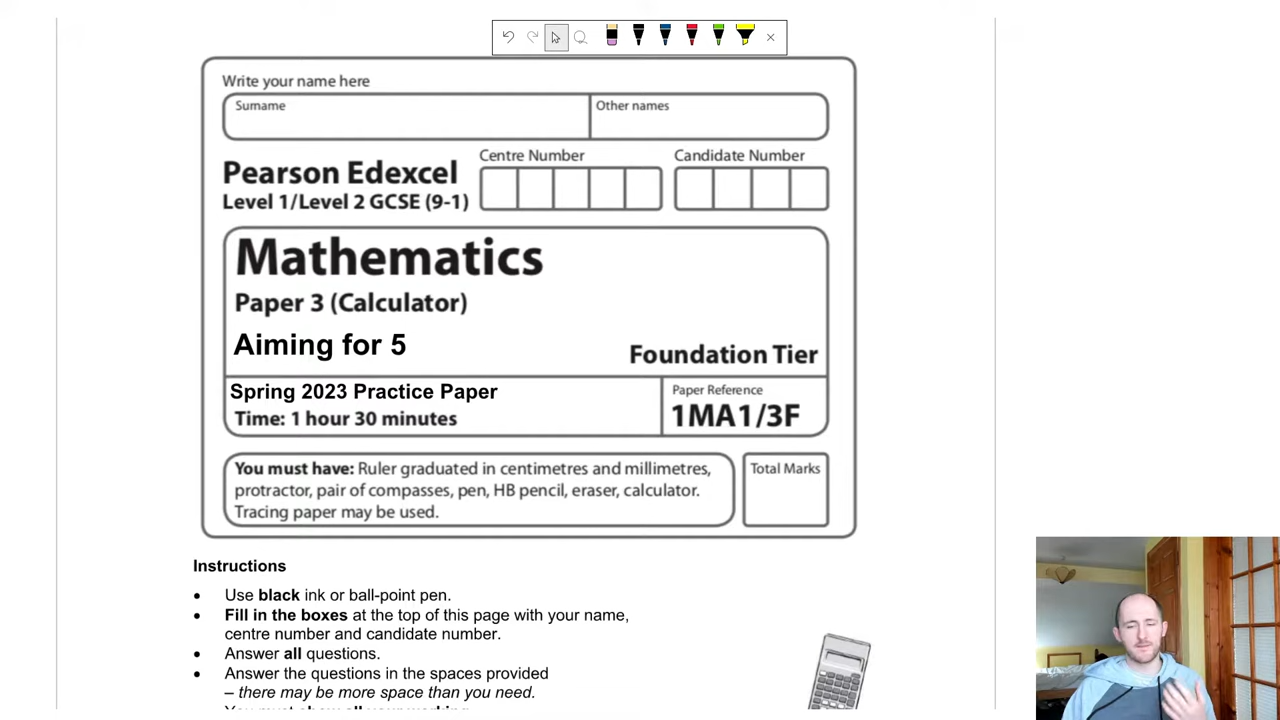 Write your name here
Surname
Other names
Pearson Edexcel
Level 1/Level 2 GCSE (9-1)
Centre Number
Candidate Number
Mathematics
Paper 3 (Calculator)
Aiming for 5
Foundation Tier
Spring 2023 Practice Paper
Time: 1 hour 30 minutes
Paper Reference
1MA1/3F
You must have: Ruler graduated in centimetres and millimetres,
protractor, pair of compasses, pen, HB pencil, eraser, calculator.
Tracing paper may be used.
Total Marks
Instructions
• Use black ink or ball-point pen.
• Fill in the boxes at the top of this page with your name,
centre number and candidate number.
• Answer all questions.
• Answer the questions in the spaces provided
– there may be more space than you need.